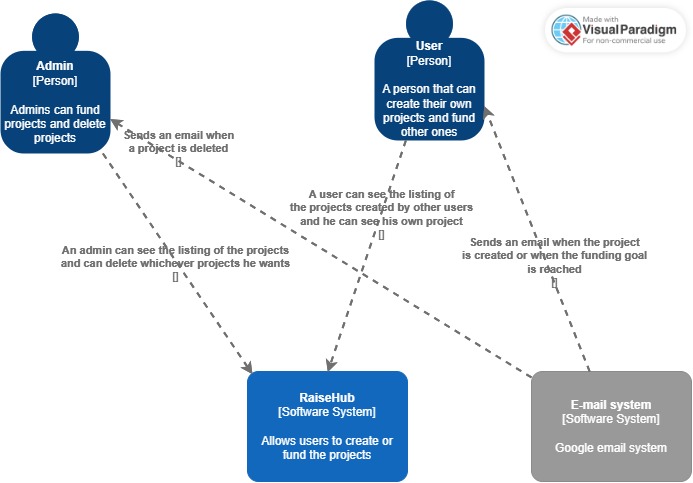 Made with
VisualParadigm
For non-commercial use
Admin
[Person]
Admins can fund
projects and delete
projects
User
[Person]
A person that can
create their own
projects and fund
other ones
Sends an email when
a project is deleted
[]
A user can see the listing of
the projects created by other users
and he can see his own project
[]
An admin can see the listing of the projects
and can delete whichever projects he wants
[]
Sends an email when the project
is created or when the funding goal
is reached
[]
RaiseHub
[Software System]
Allows users to create or
fund the projects
E-mail system
[Software System]
Google email system